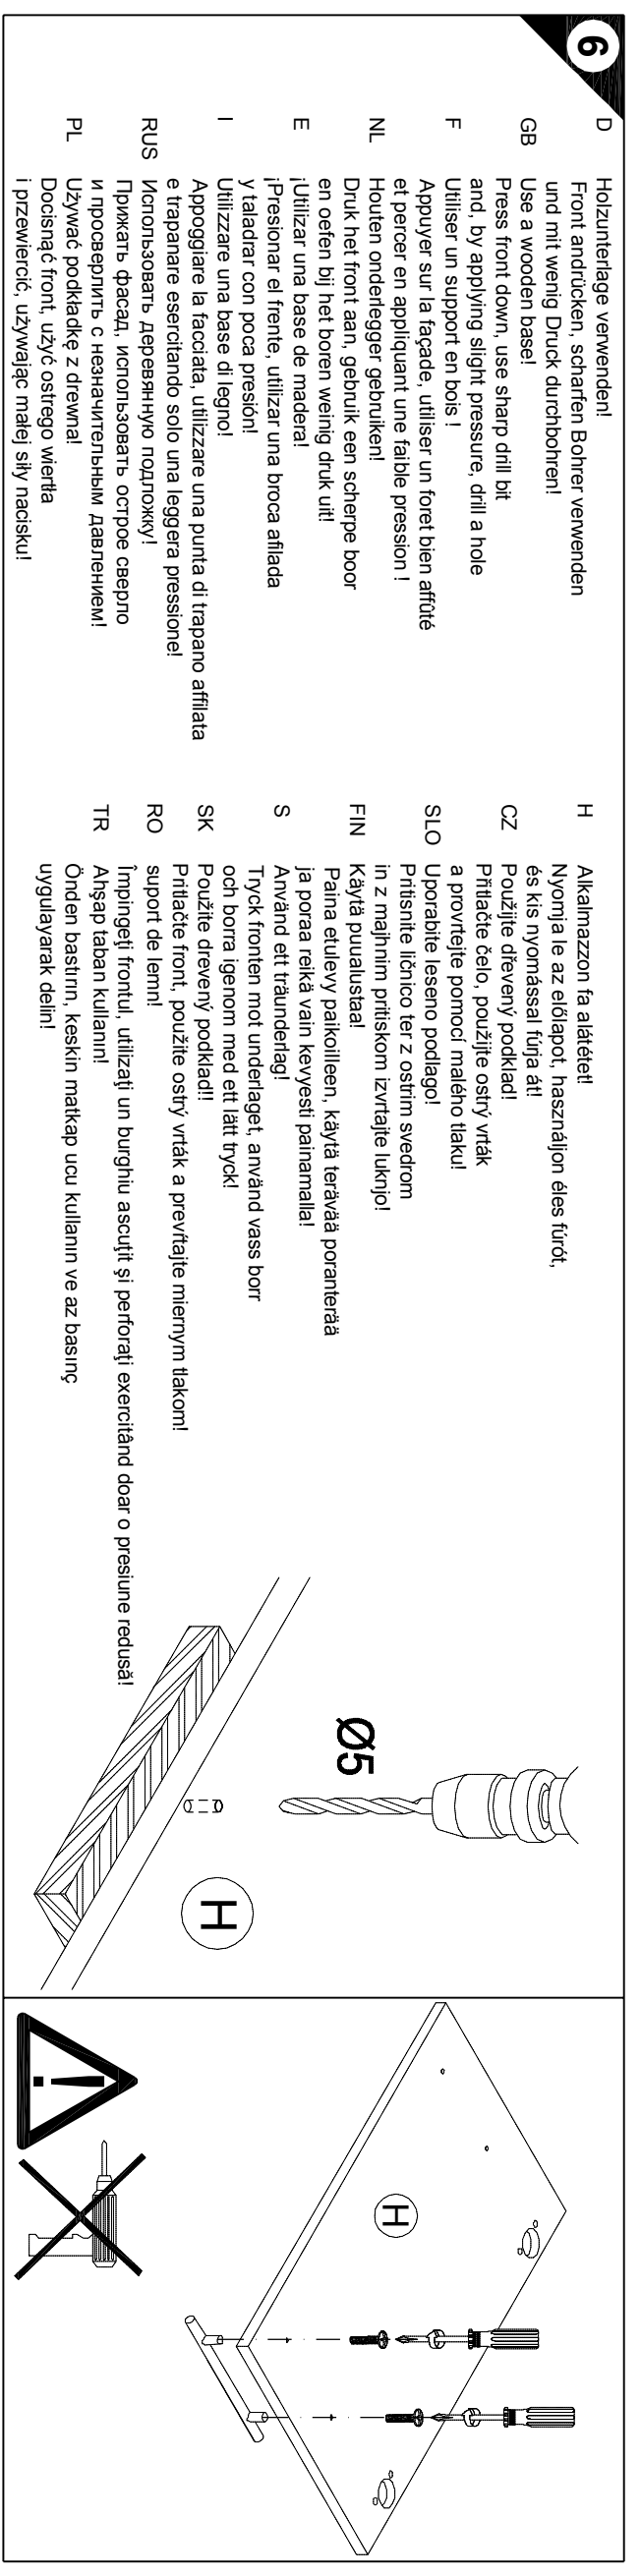 6
D Holzunterlage verwenden!
Front andrücken, scharfen Bohrer verwenden
und mit wenig Druck durchbohren!
GB Use a wooden base!
Press front down, use sharp drill bit
and, by applying slight pressure, drill a hole
F Utiliser un support en bois !
Appuyer sur la façade, utiliser un foret bien affûté
et percer en appliquant une faible pression !
NL Houten onderlegger gebruiken!
Druk het front aan, gebruik een scherpe boor
en oefen bij het boren weinig druk uit!
E ¡Utilizar una base de madera!
¡Presionar el frente, utilizar una broca afilada
y taladrar con poca presión!
I Utilizzare una base di legno!
Appoggiare la facciata, utilizzare una punta di trapano affilata
e trapanare esercitando solo una leggera pressione!
RUS Использовать деревянную подложку!
Прижать фасад, использовать острое сверло
и просверлить с незначительным давлением!
PL Używać podkładkę z drewna!
Docisnąć front, użyć ostrego wiertła
i przewiercić, używając małej siły nacisku!
H Alkalmazzon fa alátétet!
Nyomja le az előlapot, használjon éles fúrót,
és kis nyomással fúrja át!
CZ Použijte dřevený podklad!
Přitlačte čelo, použijte ostrý vrták
a provrtejte pomocí malého tlaku!
SLO Uporabite leseno podlago!
Pritisnite ličnico ter z ostrim svedrom
in z majhnim pritiskom izvrtajte luknjo!
FIN Käytä puualustaa!
Paina etulevy paikoilleen, käytä terävää poranterää
ja poraa reikä vain kevyesti painamalla!
S Använd ett träunderlag!
Tryck fronten mot underlaget, använd vass borr
och borra igenom med ett lätt tryck!
SK Použite drevený podklad!!
Pritlačte front, použite ostrý vrták a prevŕtajte miernym tlakom!
RO suport de lemn!
Împingeţi frontul, utilizaţi un burghiu ascuţit şi perforaţi exercitând doar o presiune redusă!
TR Ahşap taban kullanın!
Önden bastırın, keskin matkap ucu kullanın ve az basınç
uygulayarak delin!
Ø5
H
H